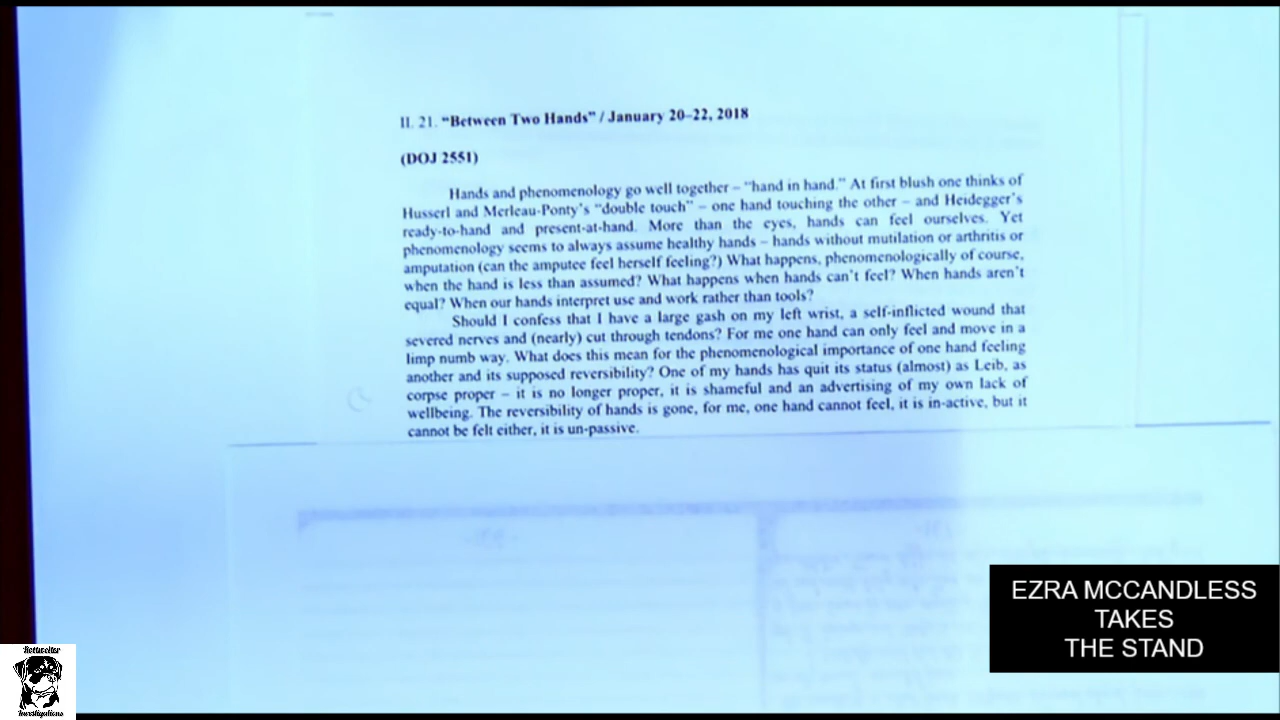 II. 21. “Between Two Hands” / January 20–22, 2018
(DOJ 2551)
Hands and phenomenology go well together – “hand in hand.” At first blush one thinks of
Husserl and Merleau-Ponty’s “double touch” – one hand touching the other – and Heidegger’s
ready-to-hand and present-at-hand. More than the eyes, hands can feel ourselves. Yet
phenomenology seems to always assume healthy hands – hands without mutilation or arthritis or
amputation (can the amputee feel herself feeling?) What happens, phenomenologically of course,
when the hand is less than assumed? What happens when hands can’t feel? When hands aren’t
equal? When our hands interpret use and work rather than tools?
Should I confess that I have a large gash on my left wrist, a self-inflicted wound that
severed nerves and (nearly) cut through tendons? For me one hand can only feel and move in a
limp numb way. What does this mean for the phenomenological importance of one hand feeling
another and its supposed reversibility? One of my hands has quit its status (almost) as Leib, as
corpse proper – it is no longer proper, it is shameful and an advertising of my own lack of
wellbeing. The reversibility of hands is gone, for me, one hand cannot feel, it is in-active, but it
cannot be felt either, it is un-passive.
EZRA MCCANDLESS
TAKES
THE STAND
Rottweiler
Investigations